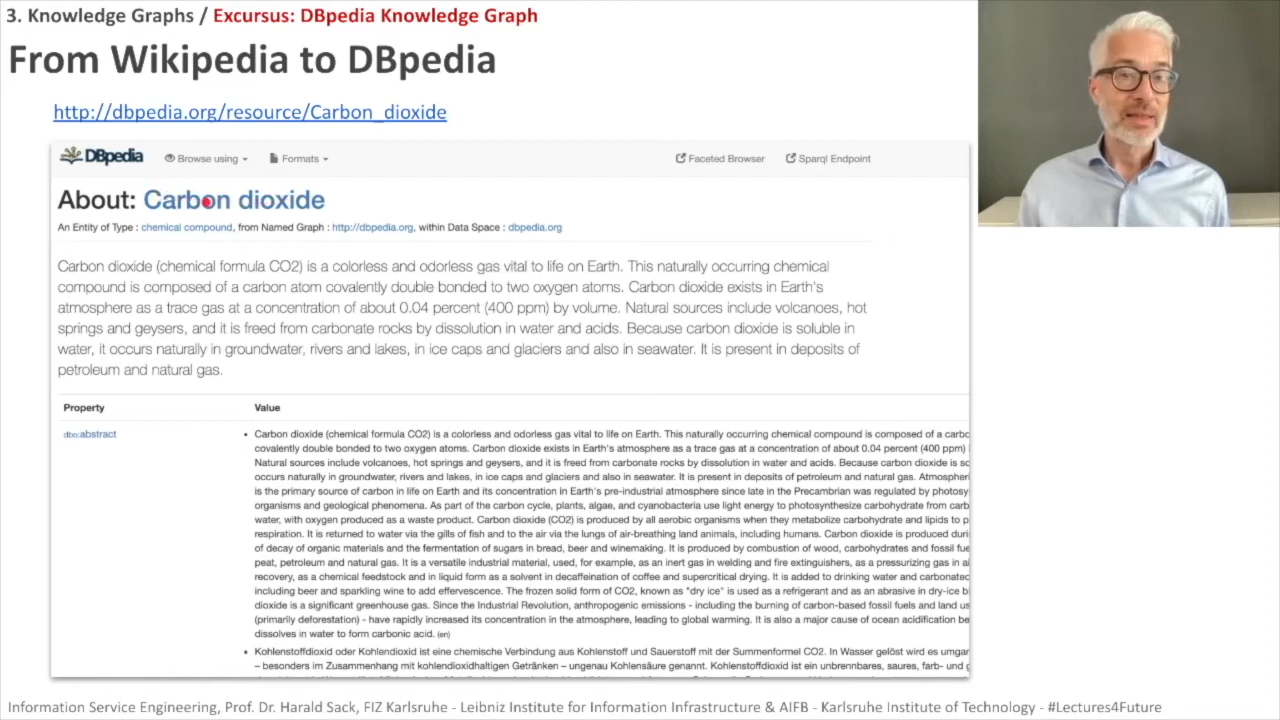 3. Knowledge Graphs / Excursus: DBpedia Knowledge Graph
From Wikipedia to DBpedia
http://dbpedia.org/resource/Carbon_dioxide
DBpedia Browse using Formats Faceted Browser Sparql Endpoint
About: Carbon dioxide
An Entity of Type : chemical compound, from Named Graph : http://dbpedia.org, within Data Space : dbpedia.org
Carbon dioxide (chemical formula CO2) is a colorless and odorless gas vital to life on Earth. This naturally occurring chemical
compound is composed of a carbon atom covalently double bonded to two oxygen atoms. Carbon dioxide exists in Earth's
atmosphere as a trace gas at a concentration of about 0.04 percent (400 ppm) by volume. Natural sources include volcanoes, hot
springs and geysers, and it is freed from carbonate rocks by dissolution in water and acids. Because carbon dioxide is soluble in
water, it occurs naturally in groundwater, rivers and lakes, in ice caps and glaciers and also in seawater. It is present in deposits of
petroleum and natural gas.
Property Value
dbo:abstract • Carbon dioxide (chemical formula CO2) is a colorless and odorless gas vital to life on Earth. This naturally occurring chemical compound is composed of a carbo
covalently double bonded to two oxygen atoms. Carbon dioxide exists in Earth's atmosphere as a trace gas at a concentration of about 0.04 percent (400 ppm)
Natural sources include volcanoes, hot springs and geysers, and it is freed from carbonate rocks by dissolution in water and acids. Because carbon dioxide is so
occurs naturally in groundwater, rivers and lakes, in ice caps and glaciers and also in seawater. It is present in deposits of petroleum and natural gas. Atmospheri
is the primary source of carbon in life on Earth and its concentration in Earth's pre-industrial atmosphere since late in the Precambrian was regulated by photosy
organisms and geological phenomena. As part of the carbon cycle, plants, algae, and cyanobacteria use light energy to photosynthesize carbohydrate from carb
water, with oxygen produced as a waste product. Carbon dioxide (CO2) is produced by all aerobic organisms when they metabolize carbohydrate and lipids to p
respiration. It is returned to water via the gills of fish and to the air via the lungs of air-breathing land animals, including humans. Carbon dioxide is produced duri
of decay of organic materials and the fermentation of sugars in bread, beer and winemaking. It is produced by combustion of wood, carbohydrates and fossil fue
peat, petroleum and natural gas. It is a versatile industrial material, used, for example, as an inert gas in welding and fire extinguishers, as a pressurizing gas in ai
recovery, as a chemical feedstock and in liquid form as a solvent in decaffeination of coffee and supercritical drying. It is added to drinking water and carbonated
including beer and sparkling wine to add effervescence. The frozen solid form of CO2, known as "dry ice" is used as a refrigerant and as an abrasive in dry-ice b
dioxide is a significant greenhouse gas. Since the Industrial Revolution, anthropogenic emissions - including the burning of carbon-based fossil fuels and land us
(primarily deforestation) - have rapidly increased its concentration in the atmosphere, leading to global warming. It is also a major cause of ocean acidification be
dissolves in water to form carbonic acid. (en)
• Kohlenstoffdioxid oder Kohlendioxid ist eine chemische Verbindung aus Kohlenstoff und Sauerstoff mit der Summenformel CO2. In Wasser gelöst wird es umgan
– besonders im Zusammenhang mit kohlendioxidhaltigen Getränken – ungenau Kohlensäure genannt. Kohlenstoffdioxid ist ein unbrennbares, saures, farb- und g
Information Service Engineering, Prof. Dr. Harald Sack, FIZ Karlsruhe - Leibniz Institute for Information Infrastructure & AIFB - Karlsruhe Institute of Technology - #Lectures4Future